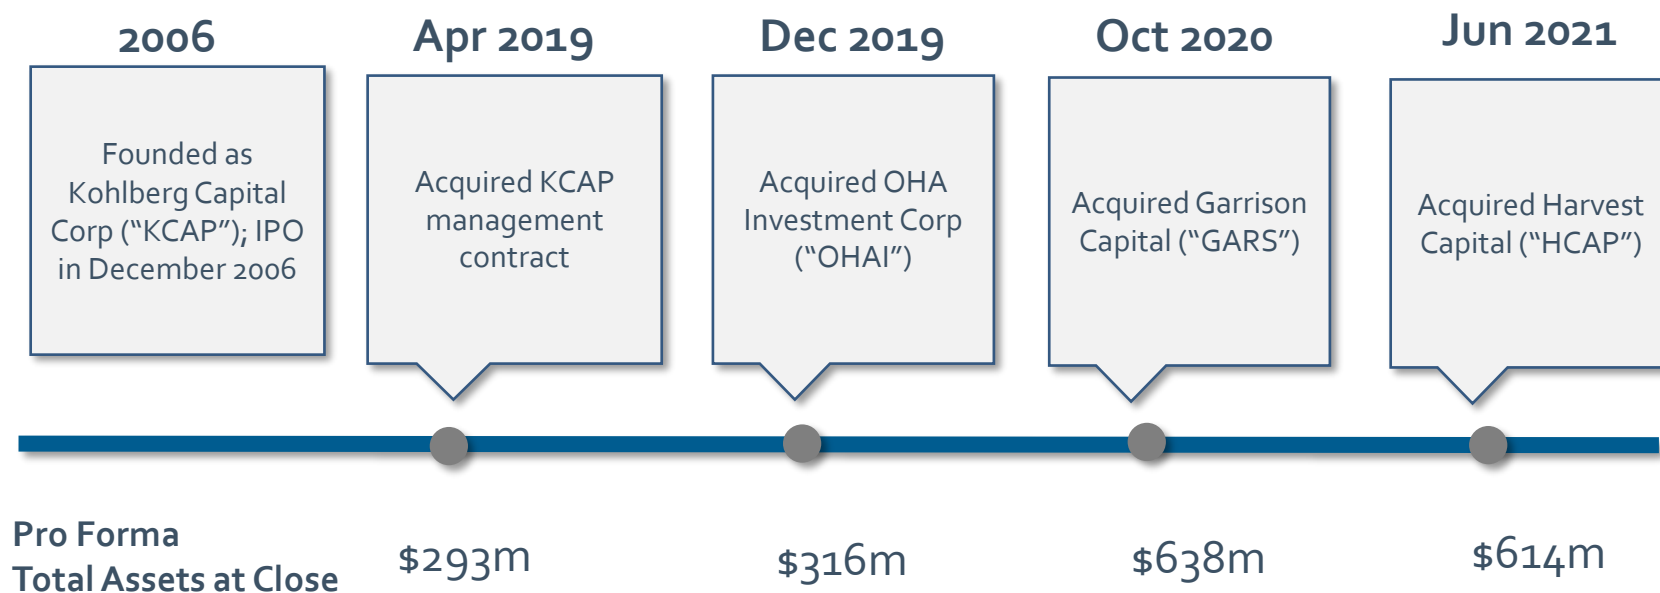 2006
Founded as
Kohlberg Capital
Corp (“KCAP”); IPO
in December 2006
Apr 2019
Acquired KCAP
management
contract
Dec 2019
Acquired OHA
Investment Corp
(“OHAI”)
Oct 2020
Acquired Garrison
Capital (“GARS”)
Jun 2021
Acquired Harvest
Capital (“HCAP”)
Pro Forma
Total Assets at Close
$293m
$316m
$638m
$614m